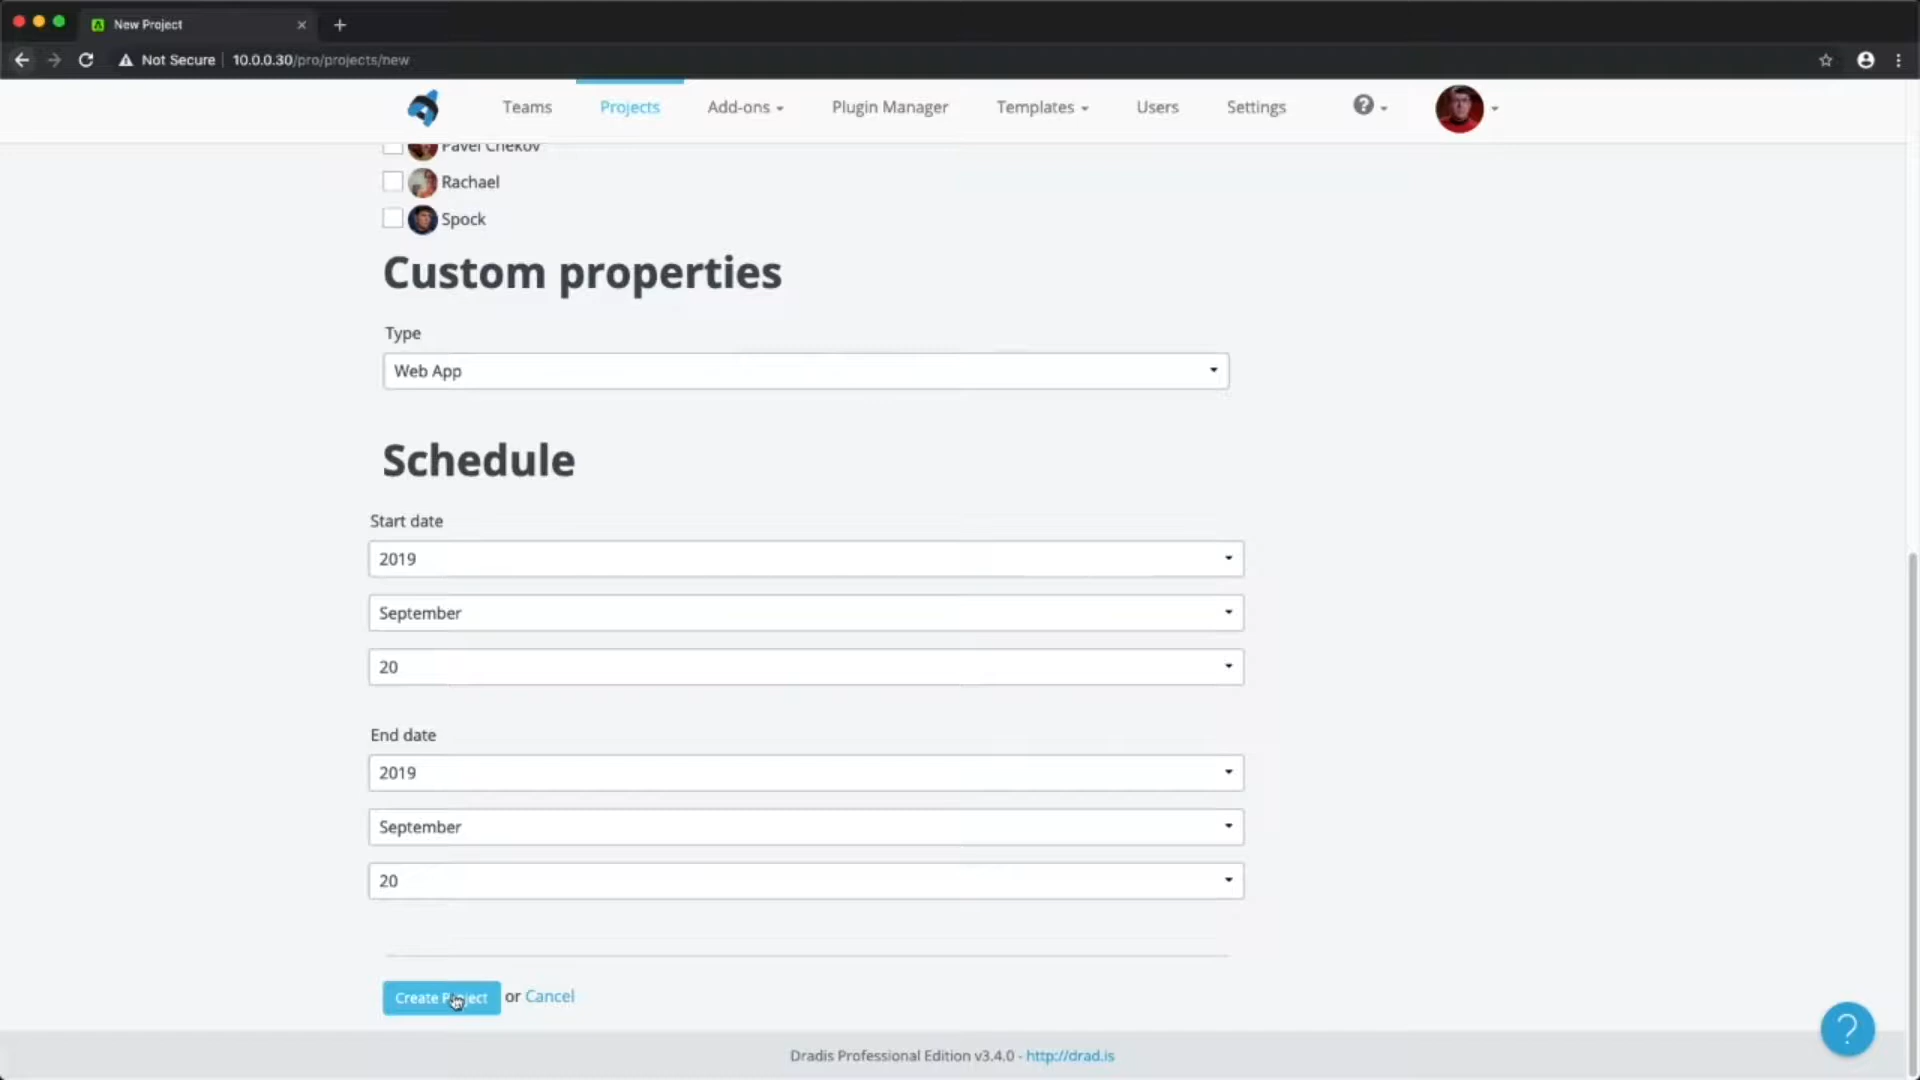 New Project
Not Secure 10.0.0.30/pro/projects/new
Teams Projects Add-ons Plugin Manager Templates Users Settings
Pavel Chekov
Rachael
Spock
Custom properties
Type
Web App
Schedule
Start date
2019
September
20
End date
2019
September
20
Create Project or Cancel
Dradis Professional Edition v3.4.0 - http://drad.is